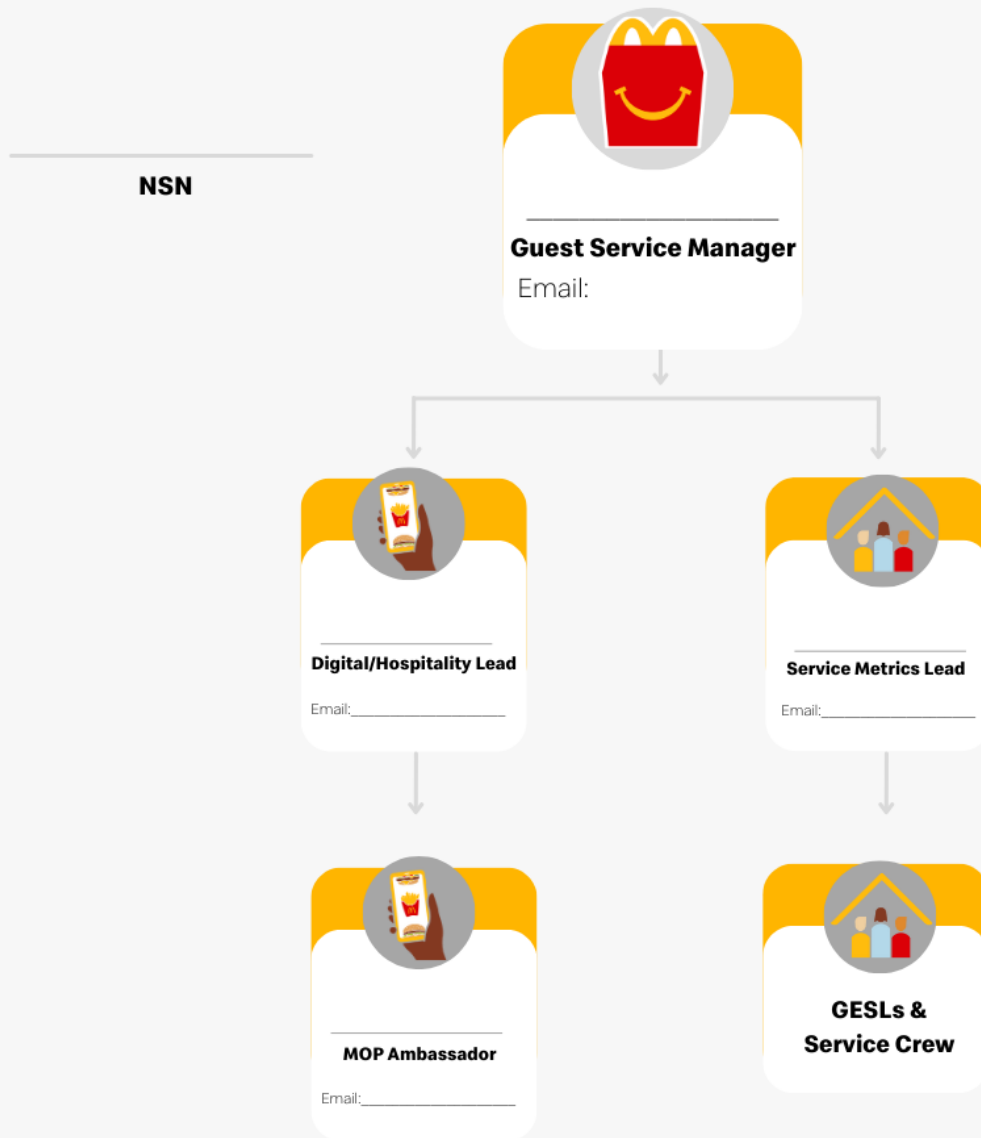 NSN
Guest Service Manager
Email:
Digital/Hospitality Lead
Email:
Service Metrics Lead
Email:
MOP Ambassador
Email:
GESLs &
Service Crew